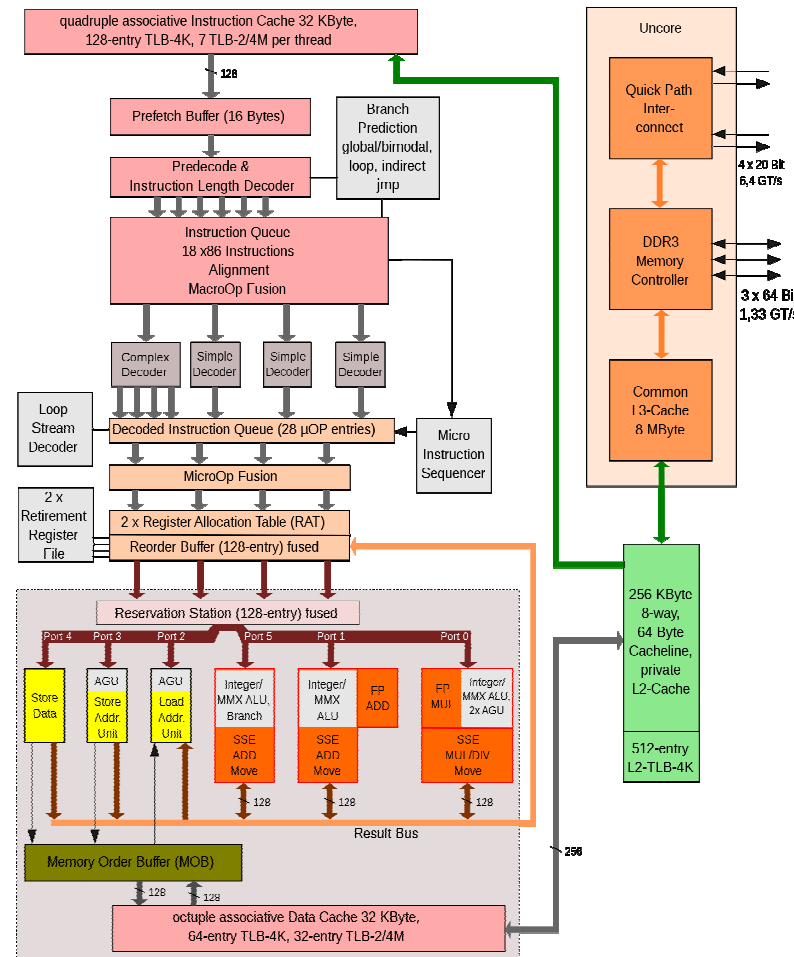 quadruple associative Instruction Cache 32 KByte,
128-entry TLB-4K, 7 TLB-2/4M per thread
128
Prefetch Buffer (16 Bytes)
Predecode &
Instruction Length Decoder
Branch
Prediction
global/bimodal,
loop, indirect
jmp
Instruction Queue
18 x86 Instructions
Alignment
MacroOp Fusion
Complex
Decoder
Simple
Decoder
Simple
Decoder
Simple
Decoder
Loop
Stream
Decoder
Decoded Instruction Queue (28 µOP entries)
Micro
Instruction
Sequencer
MicroOp Fusion
2 x
Retirement
Register
File
2 x Register Allocation Table (RAT)
Reorder Buffer (128-entry) fused
Reservation Station (128-entry) fused
Port 4
Port 3
Port 2
Port 5
Port 1
Port 0
Store
Data
AGU
Store
Addr.
Unit
AGU
Load
Addr.
Unit
Integer/
MMX ALU,
Branch
SSE
ADD
Move
Integer/
MMX
ALU
FP
ADD
SSE
ADD
Move
FP
MUL
Integer/
MMX ALU,
2x AGU
SSE
MUL/DIV
Move
128
128
128
Result Bus
Memory Order Buffer (MOB)
128
128
octuple associative Data Cache 32 KByte,
64-entry TLB-4K, 32-entry TLB-2/4M
256
Uncore
Quick Path
Inter-
connect
4 x 20 Bit
6,4 GT/s
DDR3
Memory
Controller
3 x 64 Bi
1,33 GT/s
Common
L3-Cache
8 MByte
256 KByte
8-way,
64 Byte
Cacheline,
private
L2-Cache
512-entry
L2-TLB-4K